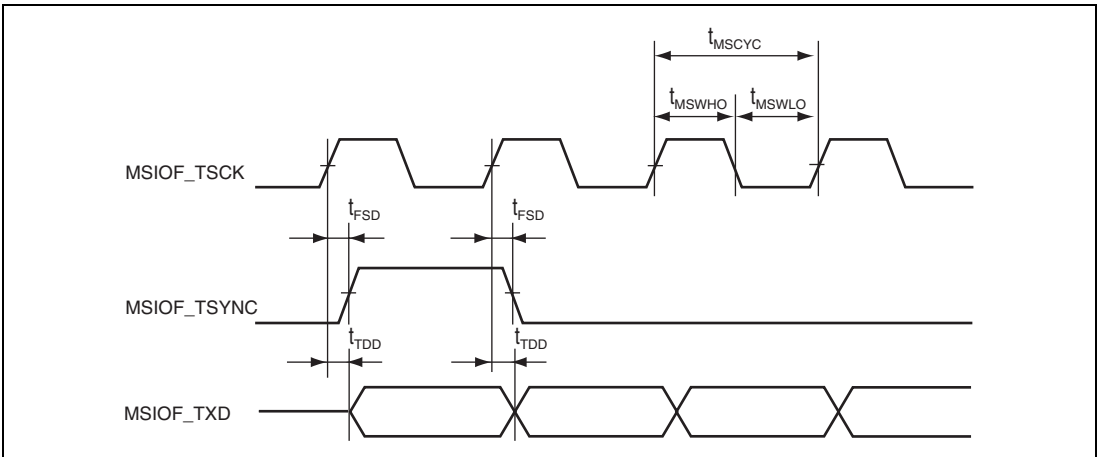 tMSCYC
tMSWHO tMSWLO
MSIOF_TSCK
tFSD tFSD
MSIOF_TSYNC
tTDD tTDD
MSIOF_TXD